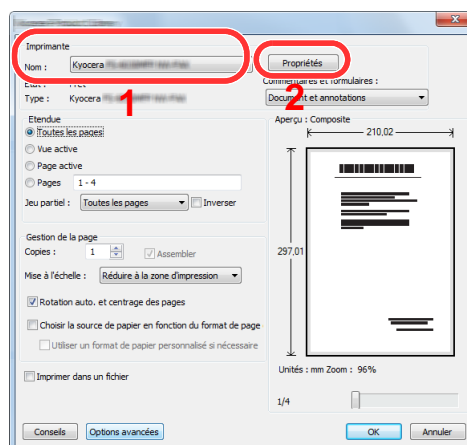 Imprimante
Nom : Kyocera
Propriétés
1
2
Type : Kyocera
Commentaires et formulaires :
Document et annotations
Etendue
Toutes les pages
Vue active
Page active
Pages 1 - 4
Jeu partiel : Toutes les pages Inverser
Aperçu : Composite
210,02
297,01
Gestion de la page
Copies : 1 Assembler
Mise à l'échelle : Réduire à la zone d'impression
Rotation auto. et centrage des pages
Choisir la source de papier en fonction du format de page
Utiliser un format de papier personnalisé si nécessaire
Imprimer dans un fichier
Unités : mm Zoom : 96%
1/4
Conseils Options avancées OK Annuler